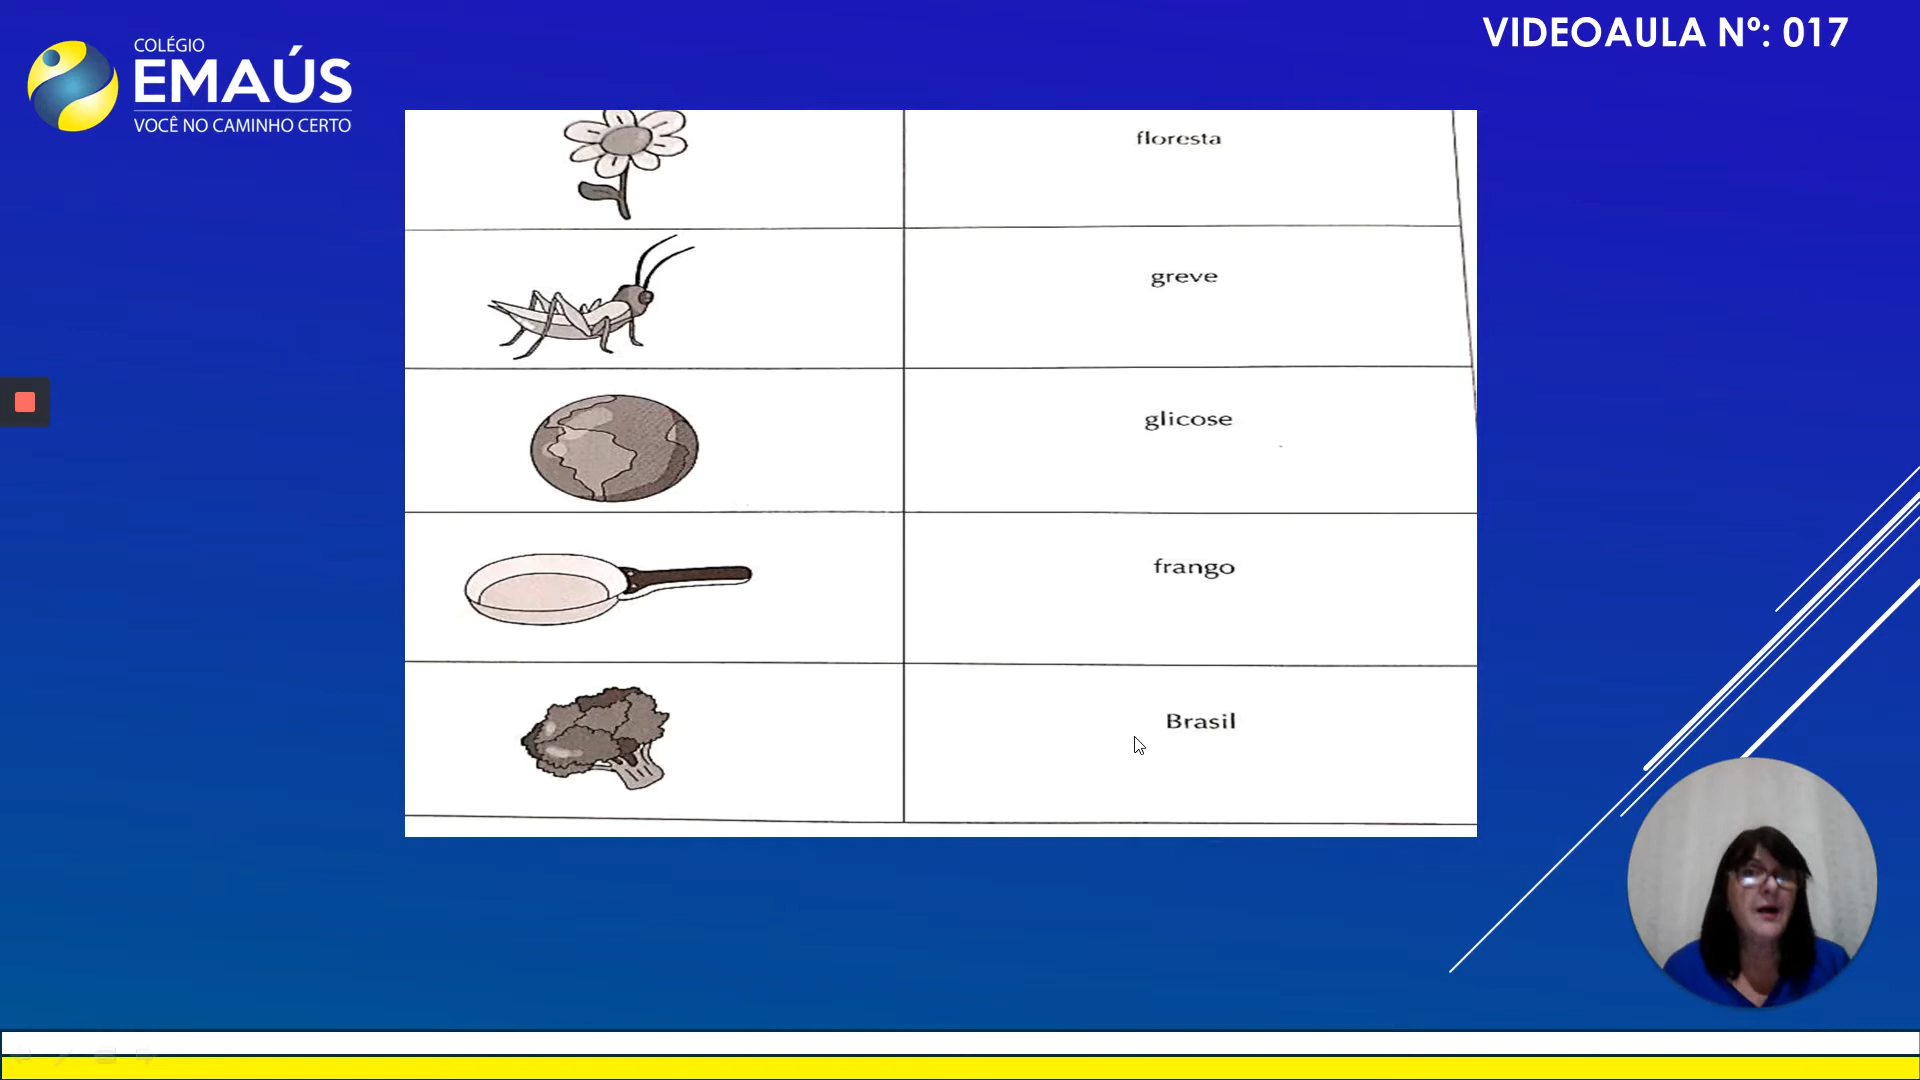 VIDEOAULA Nº: 017
COLÉGIO
EMAÚS
VOCÊ NO CAMINHO CERTO
floresta
greve
glicose
frango
Brasil